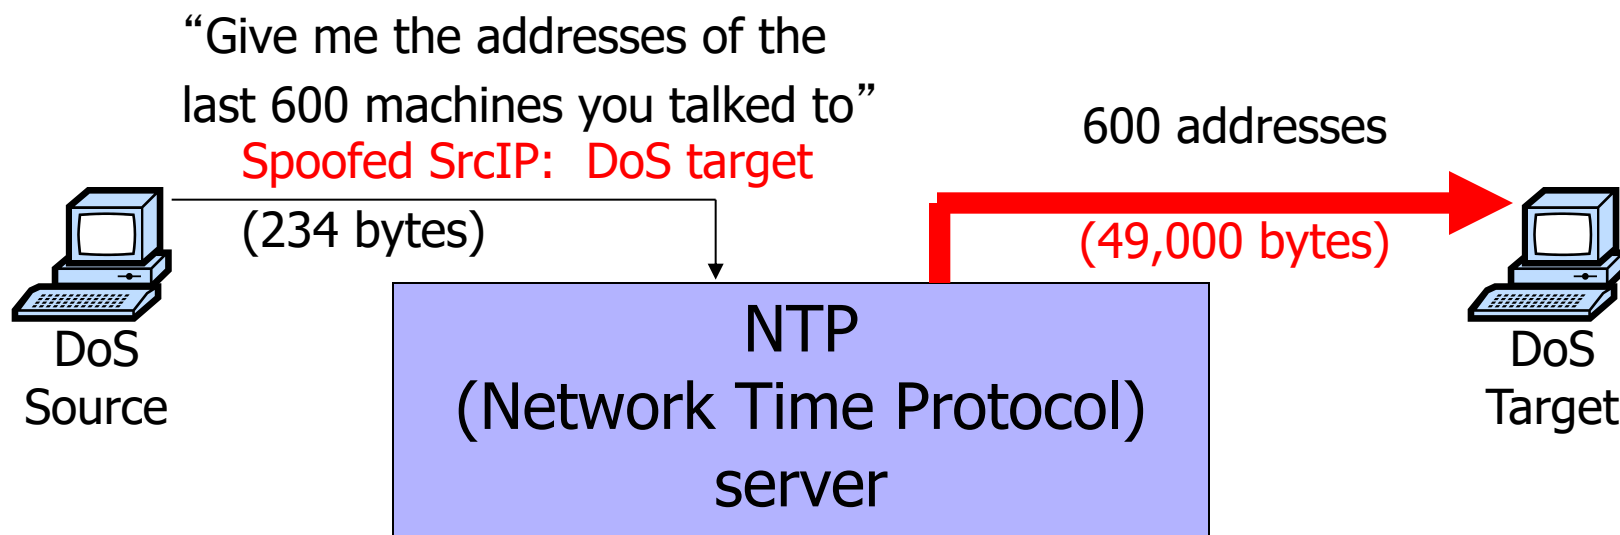 “Give me the addresses of the
last 600 machines you talked to”
Spoofed SrcIP: DoS target
(234 bytes)
600 addresses
(49,000 bytes)
DoS
Source
NTP
(Network Time Protocol)
server
DoS
Target